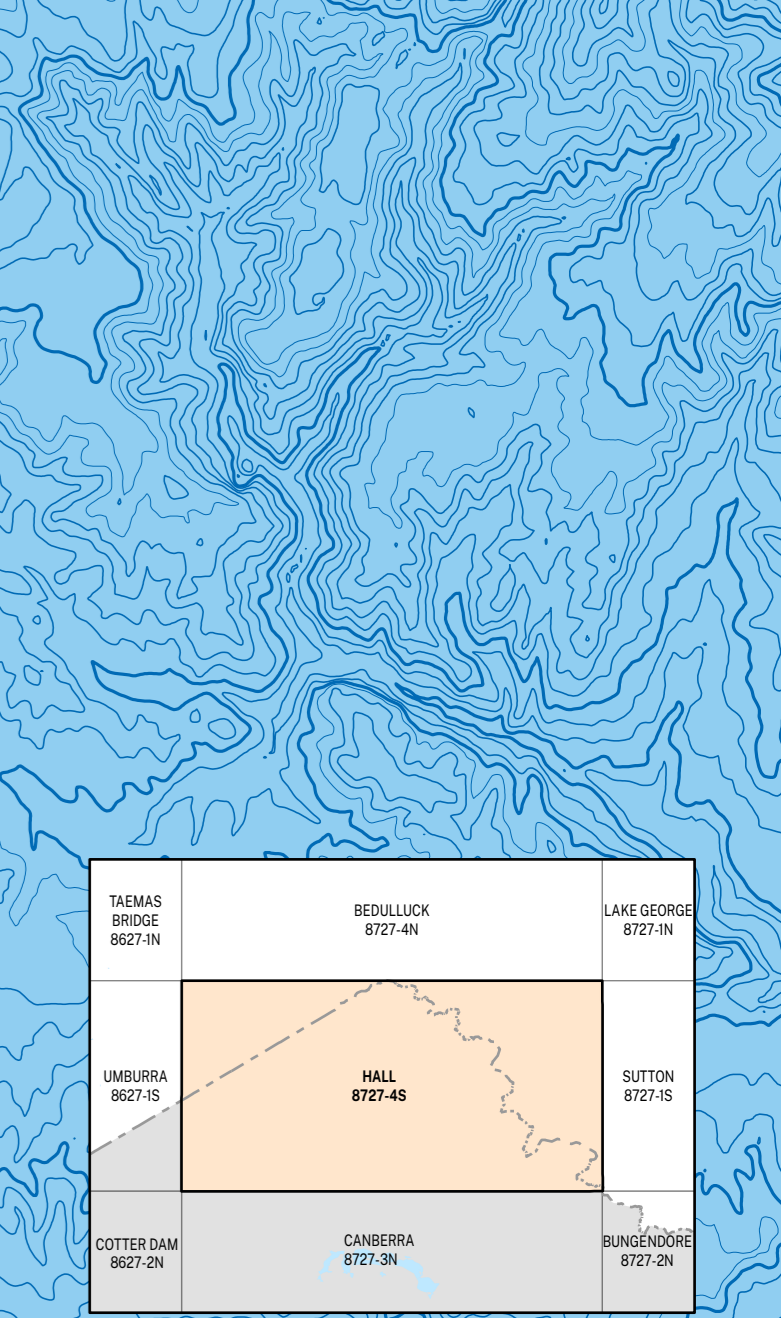 TAEMAS
BRIDGE
8627-1N
BEDULLUCK
8727-4N
LAKE GEORGE
8727-1N
UMBURRA
8627-1S
HALL
8727-4S
SUTTON
8727-1S
COTTER DAM
8627-2N
CANBERRA
8727-3N
BUNGENDORE
8727-2N